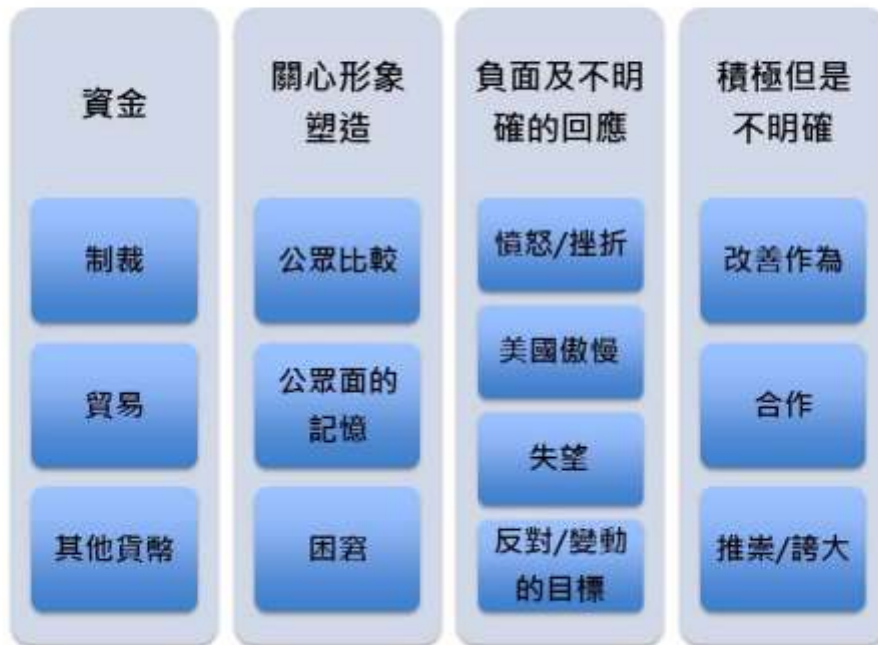 資金
制裁
貿易
其他貨幣
關心形象
塑造
公眾比較
公眾面的
記憶
困窘
負面及不明
確的回應
憤怒/挫折
美國傲慢
失望
反對/變動
的目標
積極但是
不明確
改善作為
合作
推崇/誇大